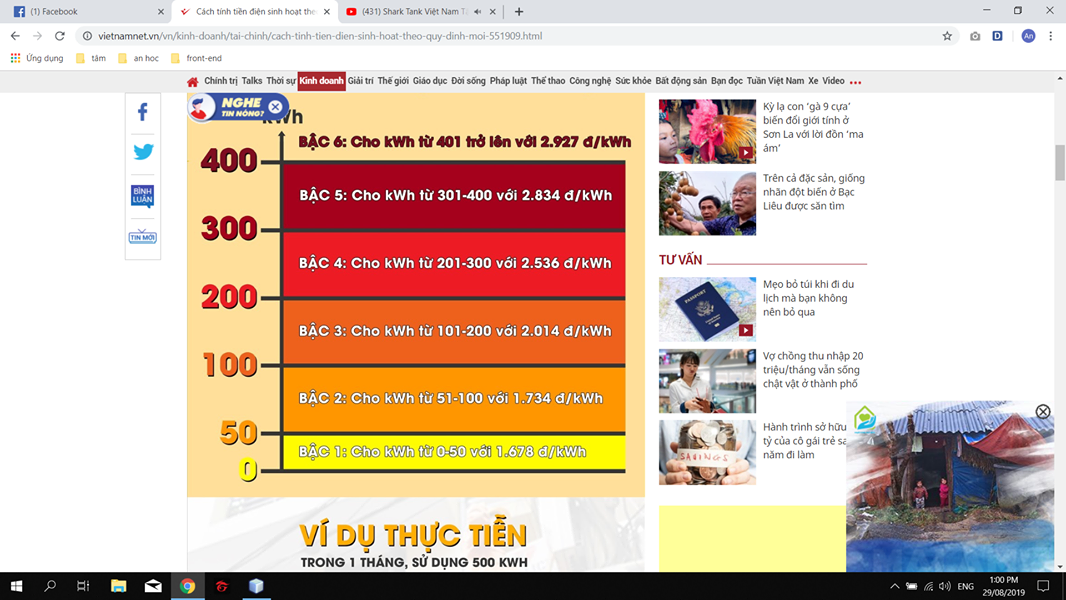 (1) Facebook
Cách tính tiền điện sinh hoạt the
(431) Shark Tank Việt Nam T
vietnamnet.vn/vn/kinh-doanh/tai-chinh/cach-tinh-tien-dien-sinh-hoat-theo-quy-dinh-moi-551909.html
An
Ứng dụng tâm an hoc front-end
Chính trị Talks Thời sự Kinh doanh Giải trí Thế giới Giáo dục Đời sống Pháp luật Thể thao Công nghệ Sức khỏe Bất động sản Bạn đọc Tuần Việt Nam Xe Video
NGHE
TIN NÓNG?
kWh
BÌNH
LUẬN
TIN MỚI
BẬC 6: Cho kWh từ 401 trở lên với 2.927 đ/kWh
400
BẬC 5: Cho kWh từ 301-400 với 2.834 đ/kWh
300
BẬC 4: Cho kWh từ 201-300 với 2.536 đ/kWh
200
BẬC 3: Cho kWh từ 101-200 với 2.014 đ/kWh
100
BẬC 2: Cho kWh từ 51-100 với 1.734 đ/kWh
50
BẬC 1: Cho kWh từ 0-50 với 1.678 đ/kWh
0
VÍ DỤ THỰC TIỄN
TRONG 1 THÁNG, SỬ DỤNG 500 KWH
Kỳ lạ con ‘gà 9 cựa’
biến đổi giới tính ở
Sơn La với lời đồn ‘ma
ám’
Trên cả đặc sản, giống
nhãn đột biến ở Bạc
Liêu được săn tìm
TƯ VẤN
PASSPORT
Mẹo bỏ túi khi đi du
lịch mà bạn không
nên bỏ qua
Vợ chồng thu nhập 20
triệu/tháng vẫn sống
chật vật ở thành phố
SAVINGS
Hành trình sở hữu
tỷ của cô gái trẻ sa
năm đi làm
ENG
1:00 PM
29/08/2019